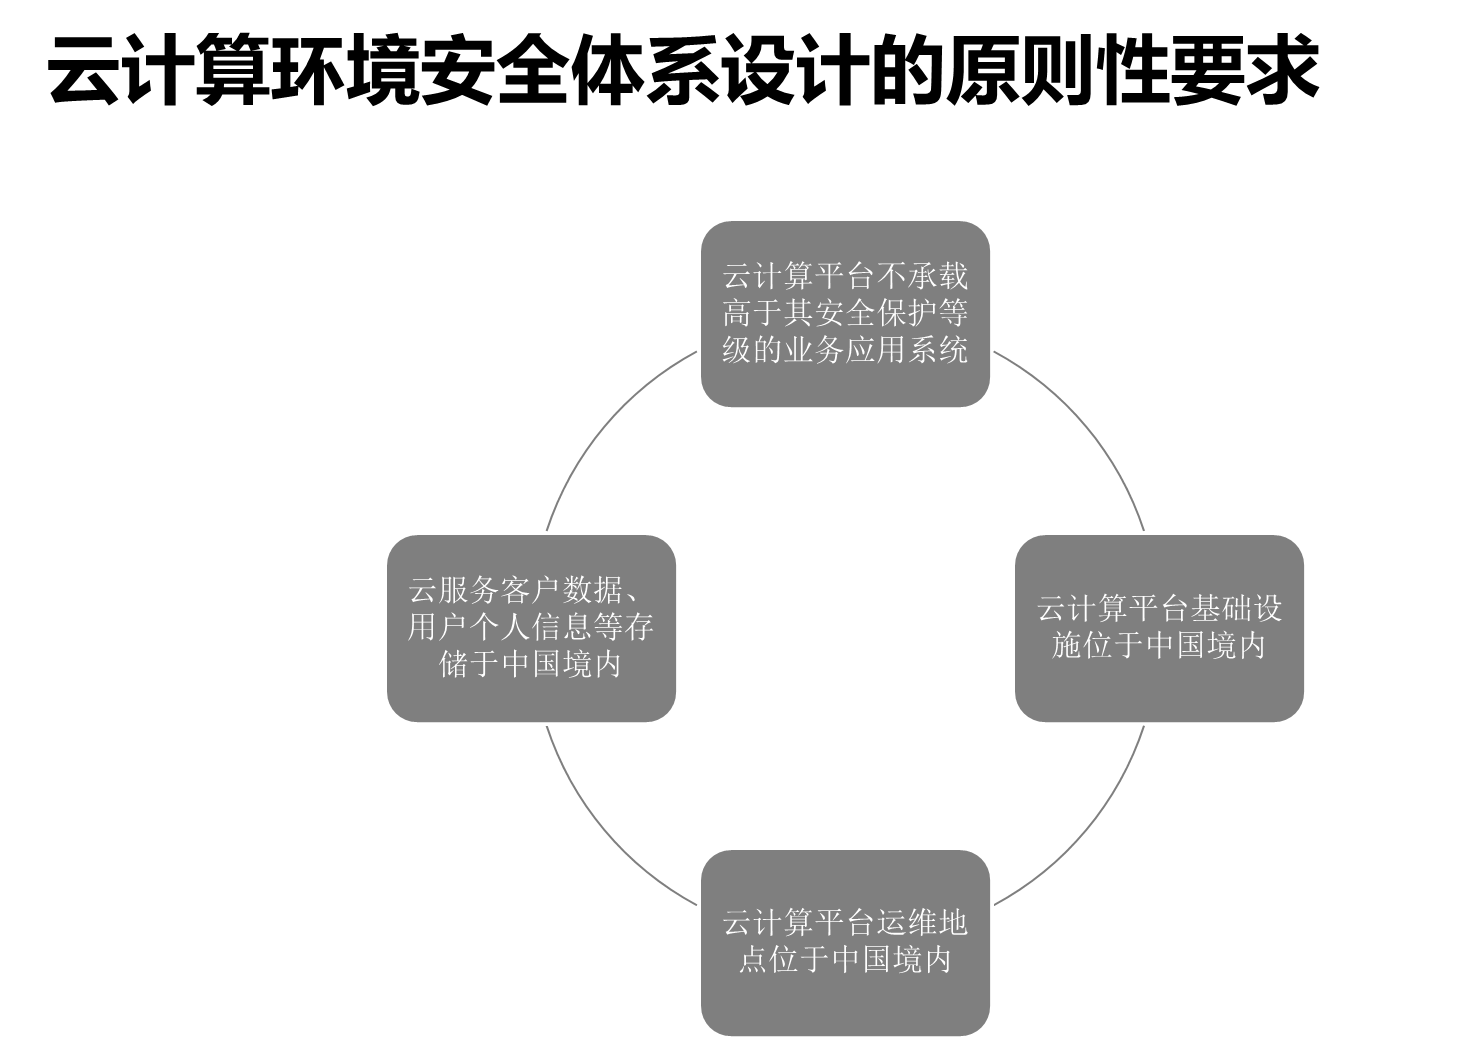 云计算环境安全体系设计的原则性要求
云计算平台不承载
高于其安全保护等
级的业务应用系统
云计算平台基础设
施位于中国境内
云计算平台运维地
点位于中国境内
云服务客户数据、
用户个人信息等存
储于中国境内